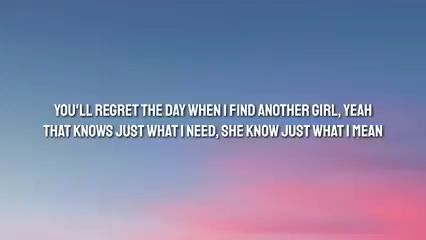 YOU'LL REGRET THE DAY WHEN I FIND ANOTHER GIRL, YEAH
THAT KNOWS JUST WHAT I NEED, SHE KNOW JUST WHAT I MEAN